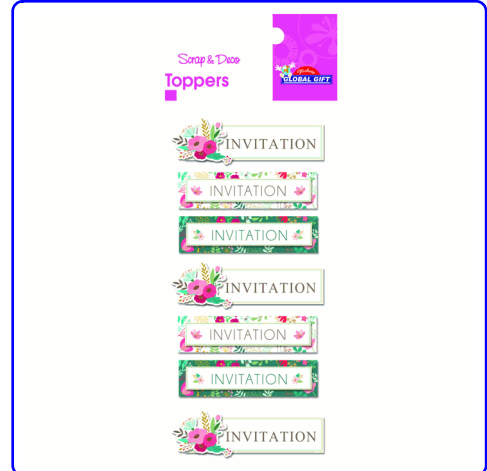 Scrap & Deco
Toppers
GLOBAL GIFT
INVITATION
INVITATION
INVITATION
INVITATION
INVITATION
INVITATION
INVITATION